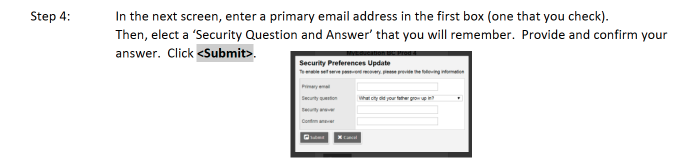 Step 4: In the next screen, enter a primary email address in the first box (one that you check).
Then, elect a ‘Security Question and Answer’ that you will remember. Provide and confirm your
answer. Click <Submit>.
Security Preferences Update
To enable self serve password recovery, please provide the following information
Primary email
Security question What city did your father grow up in?
Security answer
Confirm answer
Submit Cancel